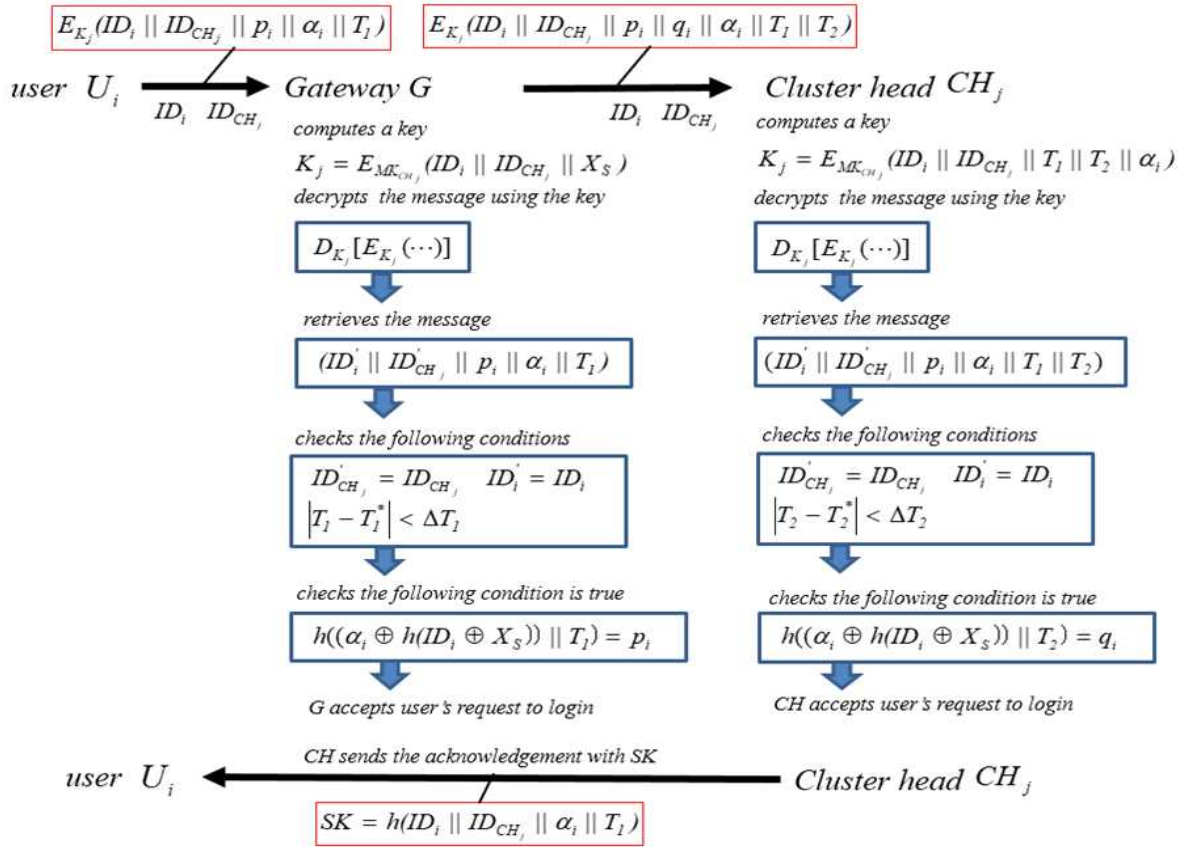 E_{K_j}(ID_i || ID_{CH_j} || p_i || α_i || T_1)
E_{K_j}(ID_i || ID_{CH_j} || p_i || q_i || α_i || T_1 || T_2)
user U_i
ID_i ID_{CH_j}
Gateway G
ID_i ID_{CH_j}
Cluster head CH_j
computes a key
K_j = E_{MK_{CH_j}}(ID_i || ID_{CH_j} || X_S)
decrypts the message using the key
D_{K_j}[E_{K_j}(⋯)]
retrieves the message
(ID_i' || ID'_{CH_j} || p_i || α_i || T_1)
checks the following conditions
ID'_{CH_j} = ID_{CH_j} ID_i' = ID_i
|T_1 − T_1^*| < ΔT_1
checks the following condition is true
h((α_i ⊕ h(ID_i ⊕ X_S)) || T_1) = p_i
G accepts user's request to login
computes a key
K_j = E_{MK_{CH_j}}(ID_i || ID_{CH_j} || T_1 || T_2 || α_i)
decrypts the message using the key
D_{K_j}[E_{K_j}(⋯)]
retrieves the message
(ID_i' || ID'_{CH_j} || p_i || α_i || T_1 || T_2)
checks the following conditions
ID'_{CH_j} = ID_{CH_j} ID_i' = ID_i
|T_2 − T_2^*| < ΔT_2
checks the following condition is true
h((α_i ⊕ h(ID_i ⊕ X_S)) || T_2) = q_i
CH accepts user's request to login
CH sends the acknowledgement with SK
user U_i
Cluster head CH_j
SK = h(ID_i || ID_{CH_j} || α_i || T_1)